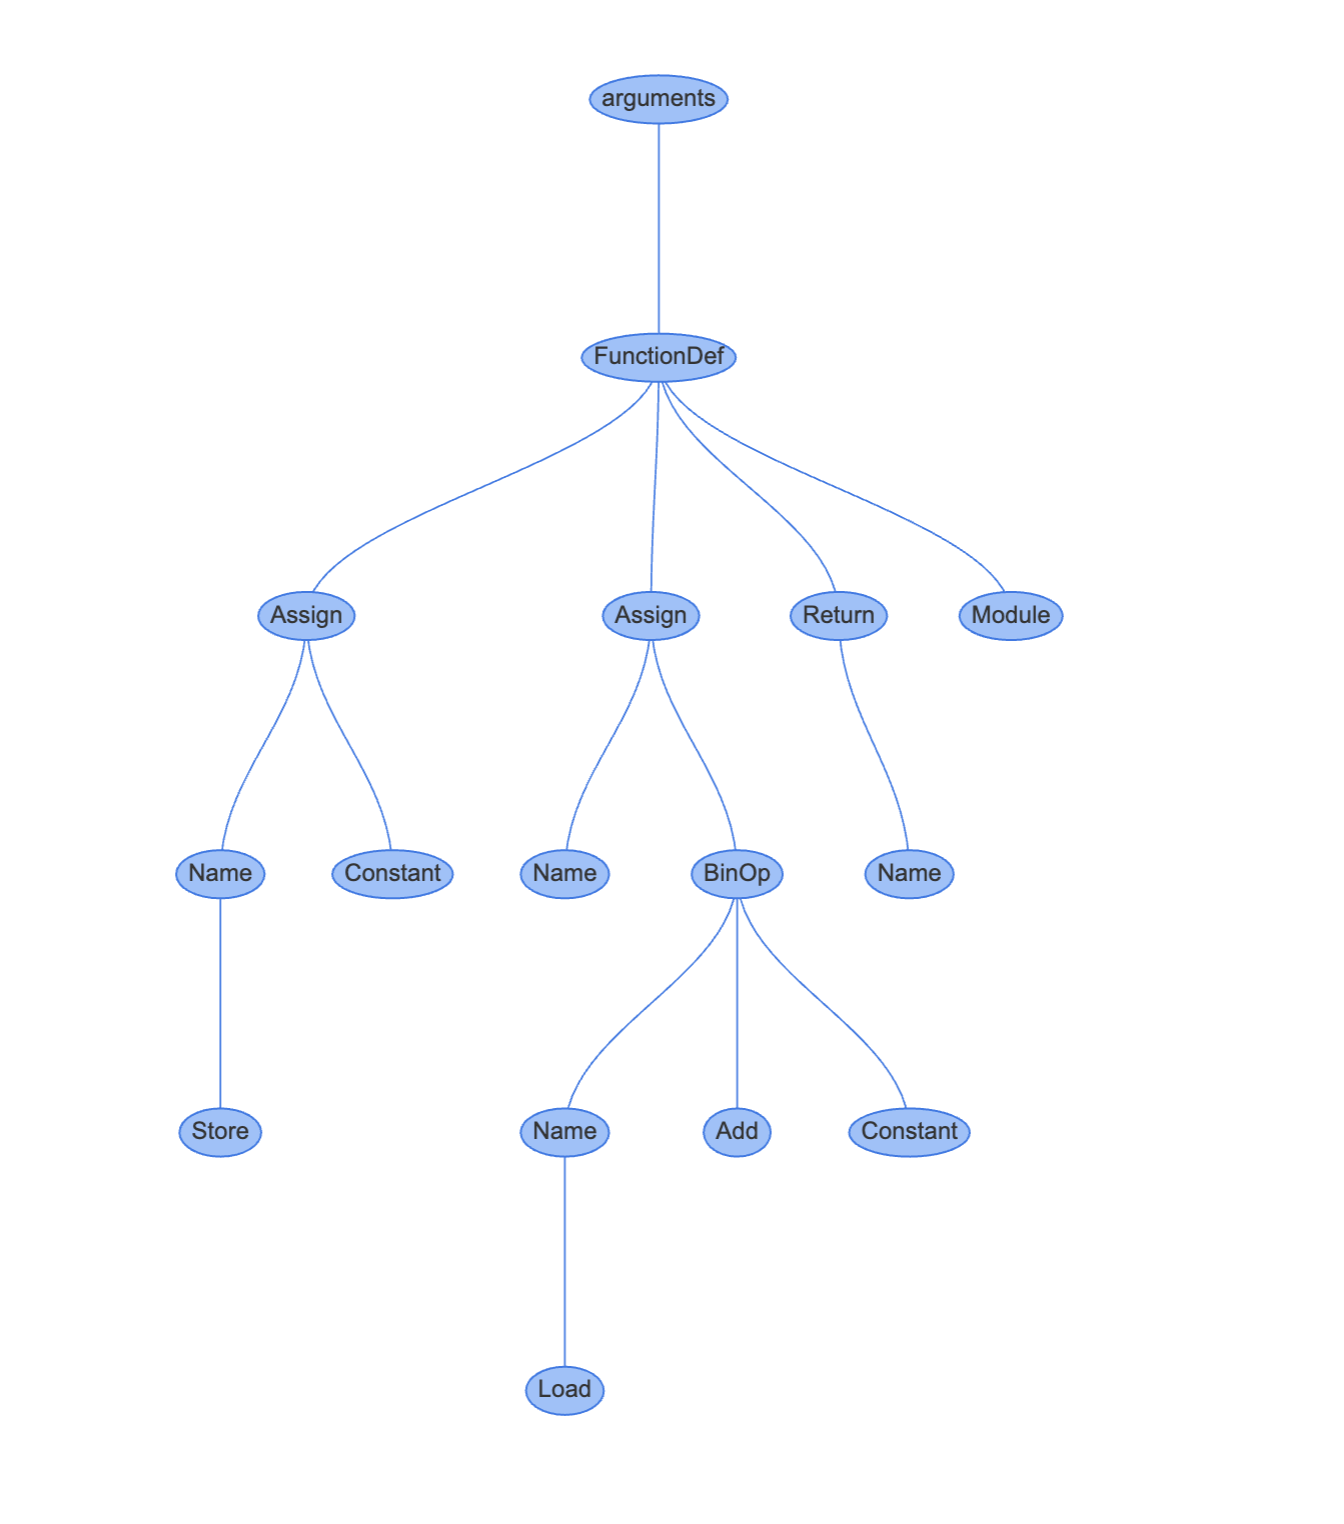 arguments
FunctionDef
Assign
Assign
Return
Module
Name
Constant
Name
BinOp
Name
Store
Name
Add
Constant
Load